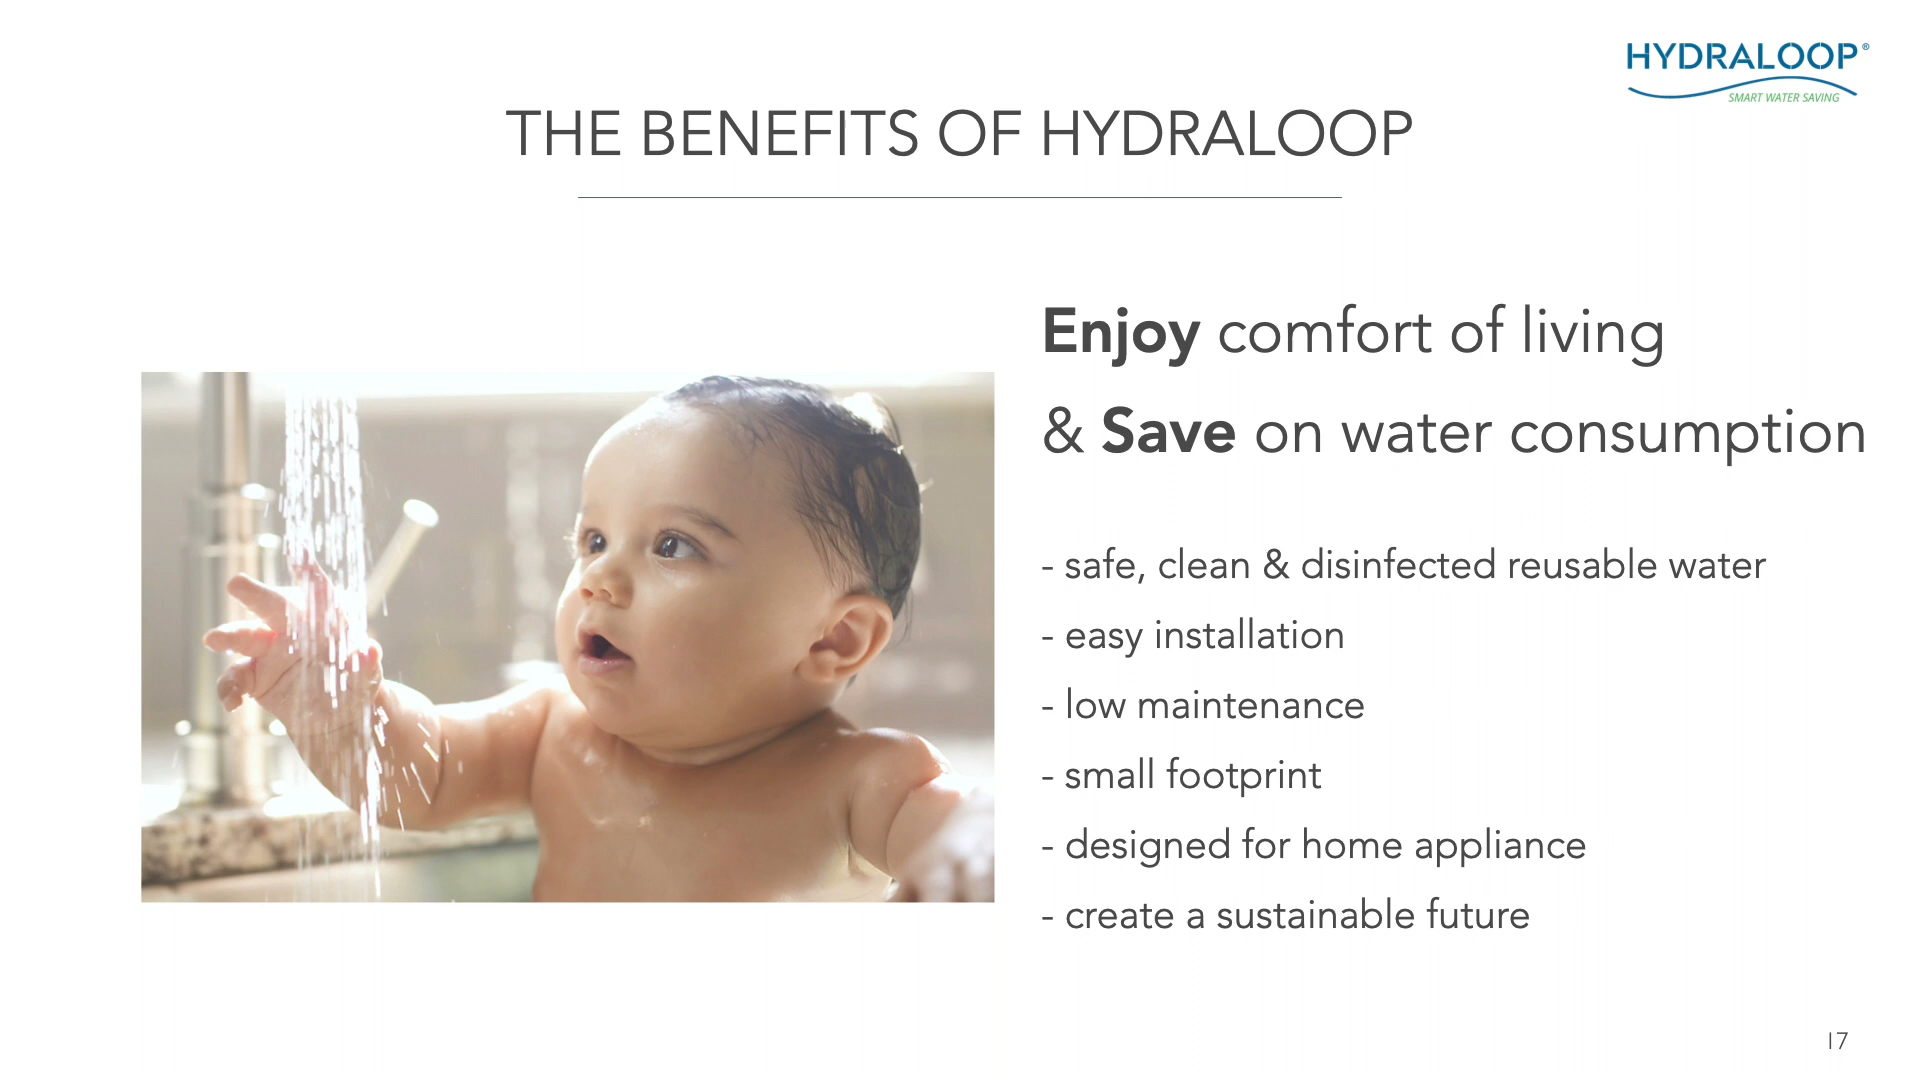 HYDRALOOP®
SMART WATER SAVING
THE BENEFITS OF HYDRALOOP
Enjoy comfort of living
& Save on water consumption
- safe, clean & disinfected reusable water
- easy installation
- low maintenance
- small footprint
- designed for home appliance
- create a sustainable future
17